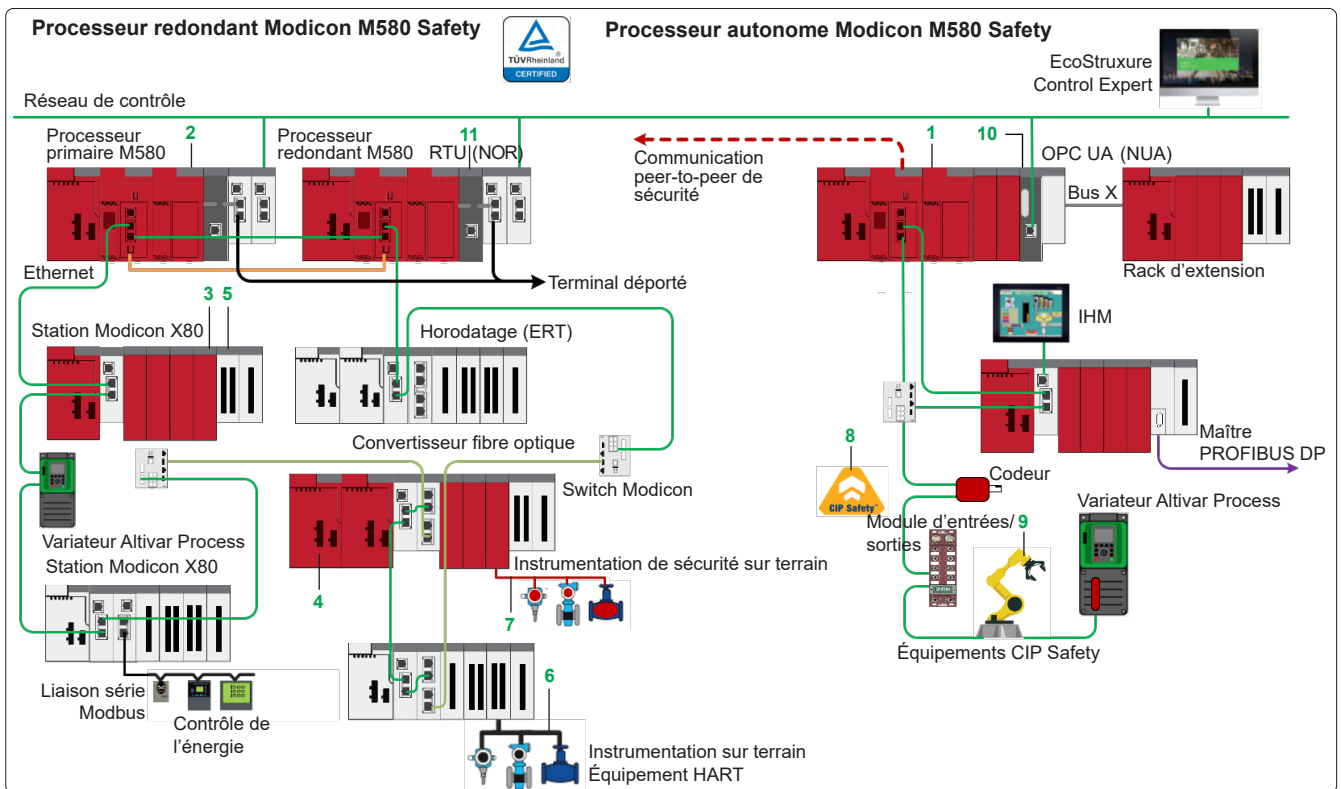 Processeur redondant Modicon M580 Safety
TÜVRheinland
CERTIFIED
Processeur autonome Modicon M580 Safety
EcoStruxure
Control Expert
Réseau de contrôle
Processeur
primaire M580
2
Processeur
redondant M580
11
RTU (NOR)
Communication
peer-to-peer de
sécurité
1
10
OPC UA (NUA)
Bus X
Rack d'extension
Ethernet
Terminal déporté
3
5
Station Modicon X80
Horodatage (ERT)
IHM
Convertisseur fibre optique
Switch Modicon
Maître
PROFIBUS DP
8
CIP Safety
Codeur
Variateur Altivar Process
Module d'entrées/
sorties
9
Variateur Altivar Process
Station Modicon X80
4
Instrumentation de sécurité sur terrain
7
Équipements CIP Safety
Liaison série
Modbus
Contrôle de
l'énergie
6
Instrumentation sur terrain
Équipement HART